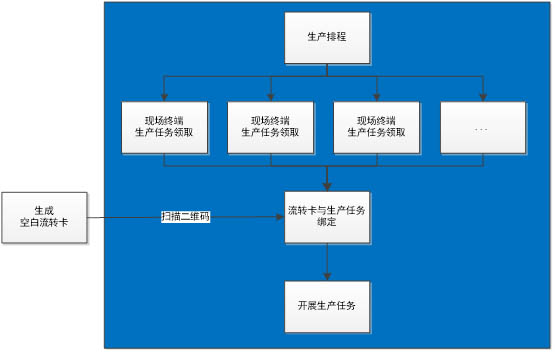 生产排程
现场终端
生产任务领取
现场终端
生产任务领取
现场终端
生产任务领取
...
生成
空白流转卡
扫描二维码
流转卡与生产任务
绑定
开展生产任务